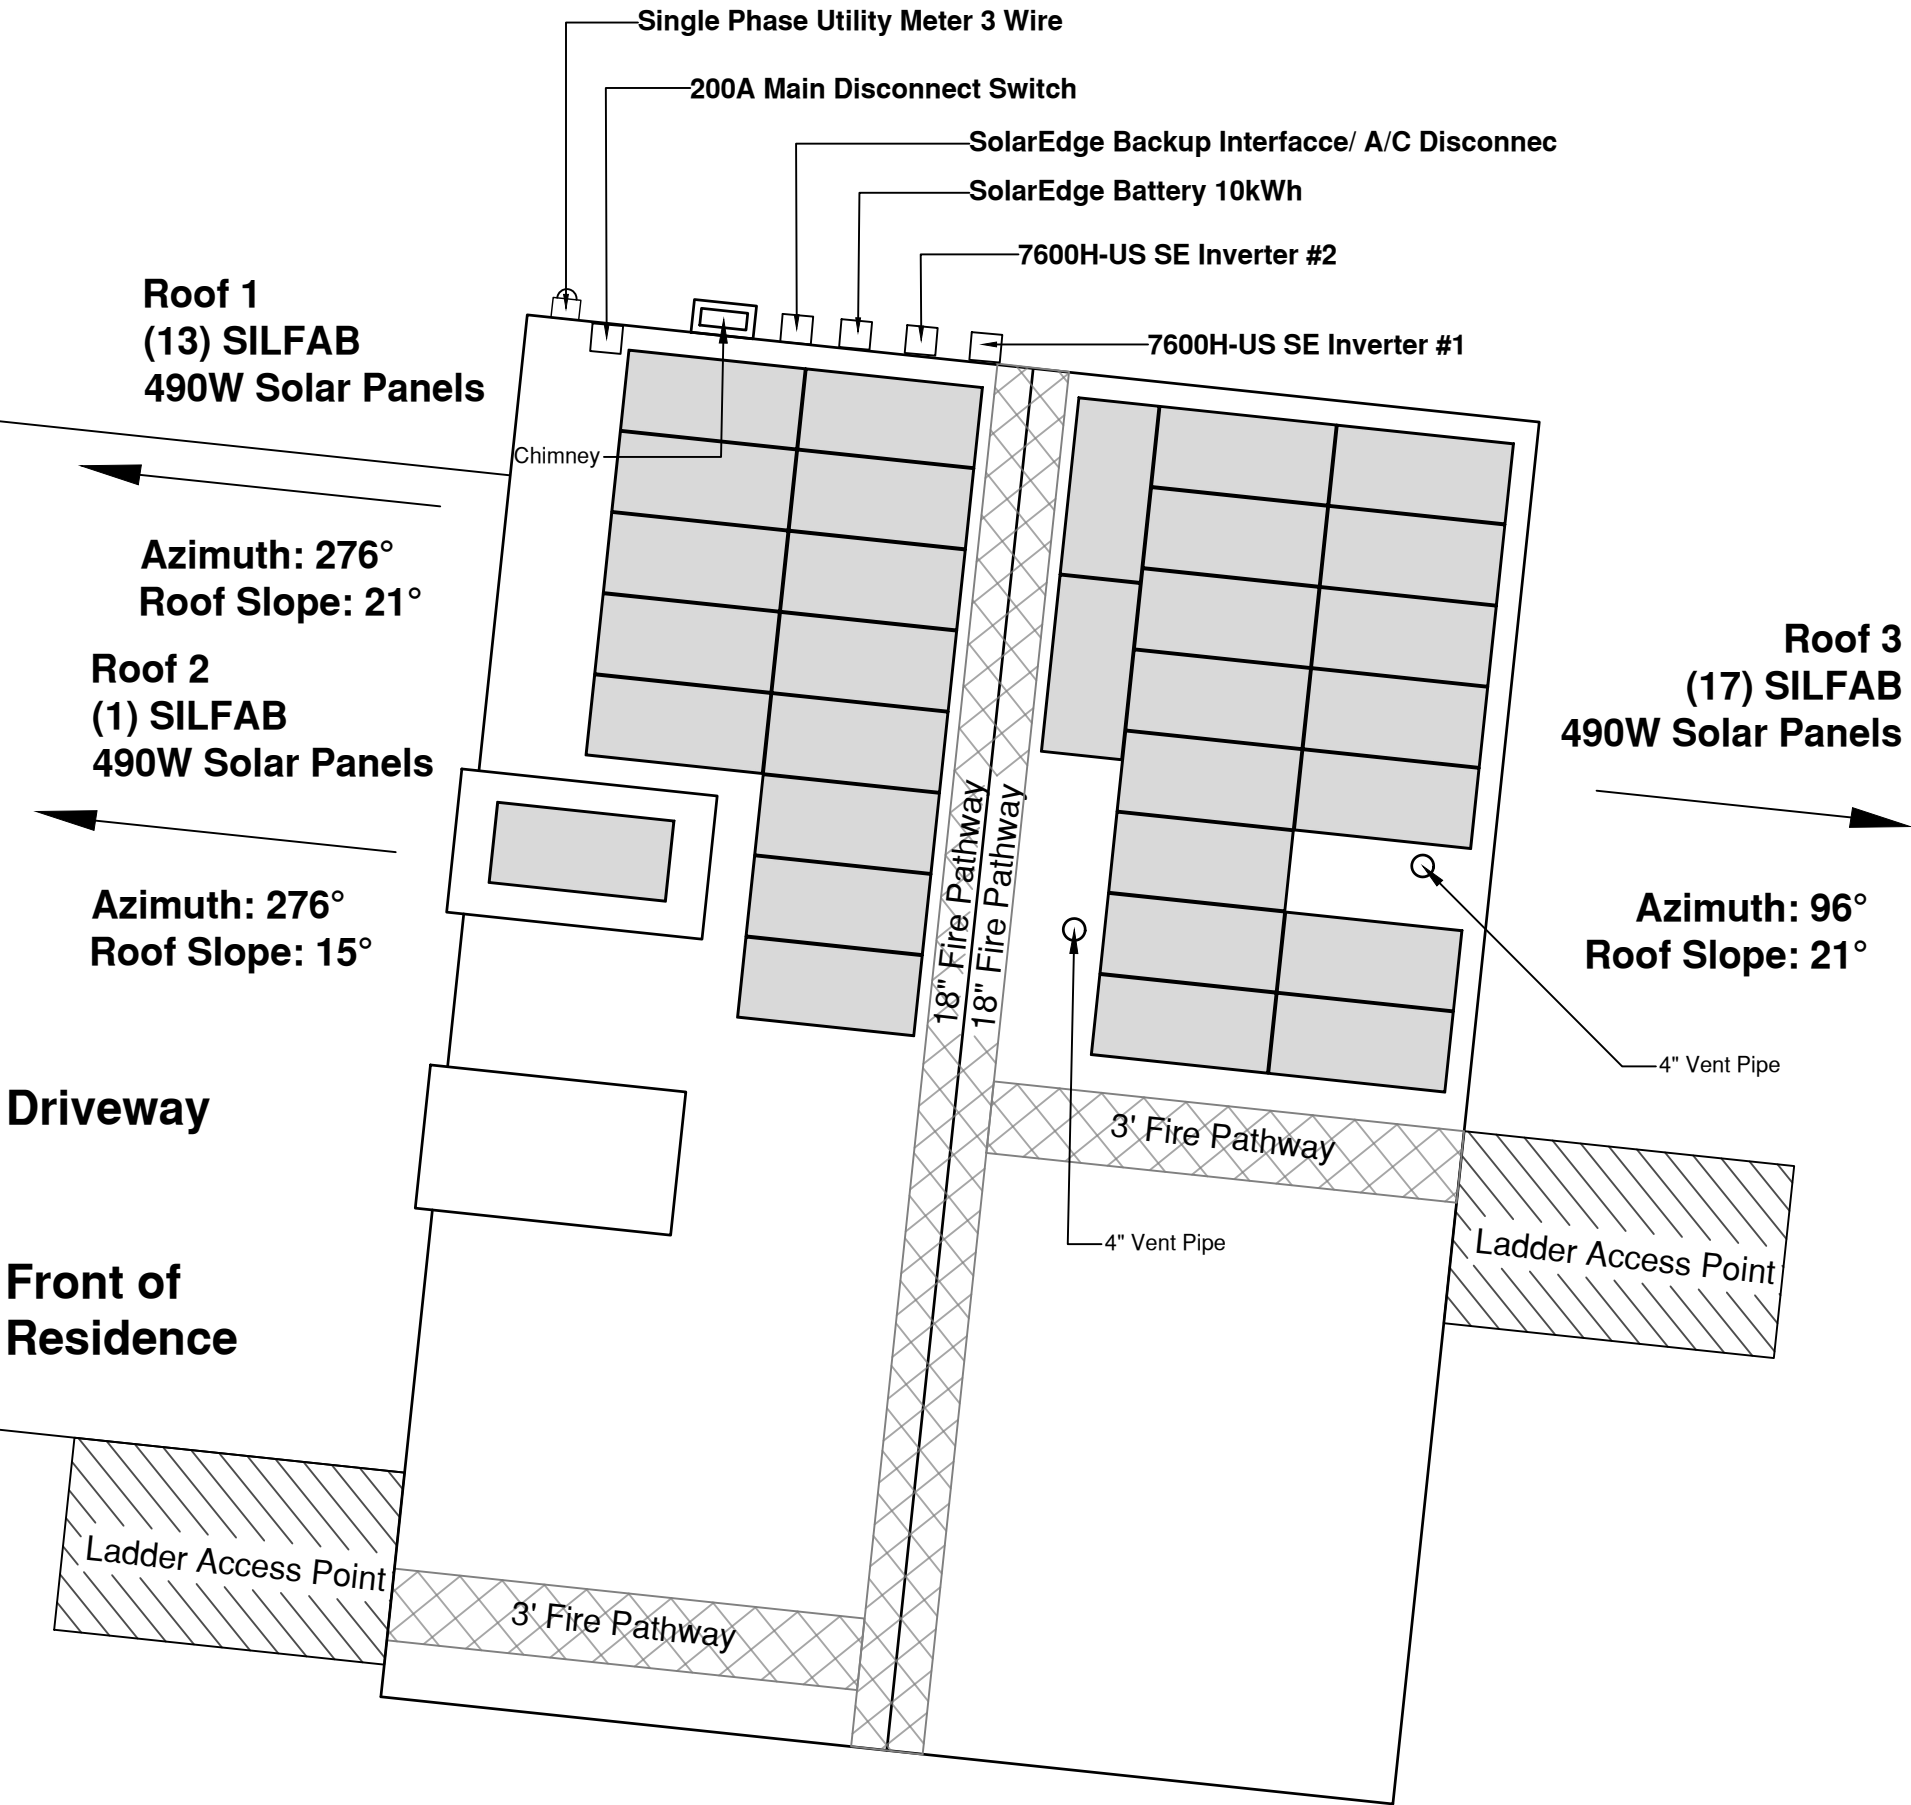 Single Phase Utility Meter 3 Wire
200A Main Disconnect Switch
SolarEdge Backup Interfacce/ A/C Disconnec
SolarEdge Battery 10kWh
7600H-US SE Inverter #2
7600H-US SE Inverter #1
Roof 1
(13) SILFAB
490W Solar Panels
Chimney
Azimuth: 276°
Roof Slope: 21°
Roof 2
(1) SILFAB
490W Solar Panels
Azimuth: 276°
Roof Slope: 15°
Roof 3
(17) SILFAB
490W Solar Panels
Azimuth: 96°
Roof Slope: 21°
18" Fire Pathway
18" Fire Pathway
4" Vent Pipe
Driveway
3' Fire Pathway
4" Vent Pipe
Ladder Access Point
Front of
Residence
Ladder Access Point
3' Fire Pathway